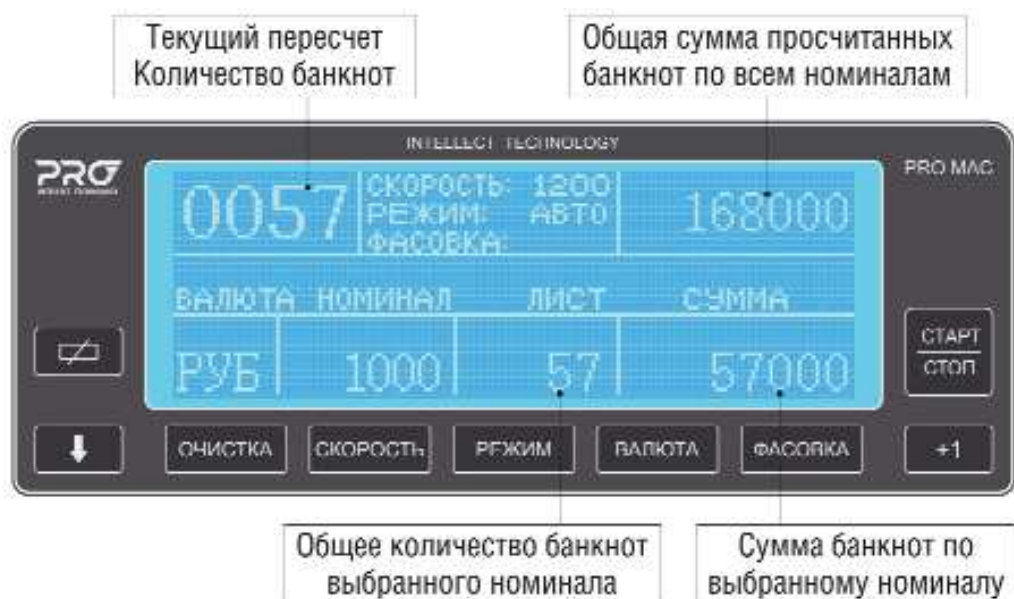 Текущий пересчет
Количество банкнот
Общая сумма просчитанных
банкнот по всем номиналам
INTELLECT TECHNOLOGY
PRO
PRO MAC
0057
СКОРОСТЬ: 1200
РЕЖИМ: АВТО
ФАСОВКА:
168000
ВАЛЮТА НОМИНАЛ ЛИСТ СУММА
РУБ 1000 57 57000
СТАРТ
СТОП
ОЧИСТКА СКОРОСТЬ РЕЖИМ ВАЛЮТА ФАСОВКА +1
Общее количество банкнот
выбранного номинала
Сумма банкнот по
выбранному номиналу